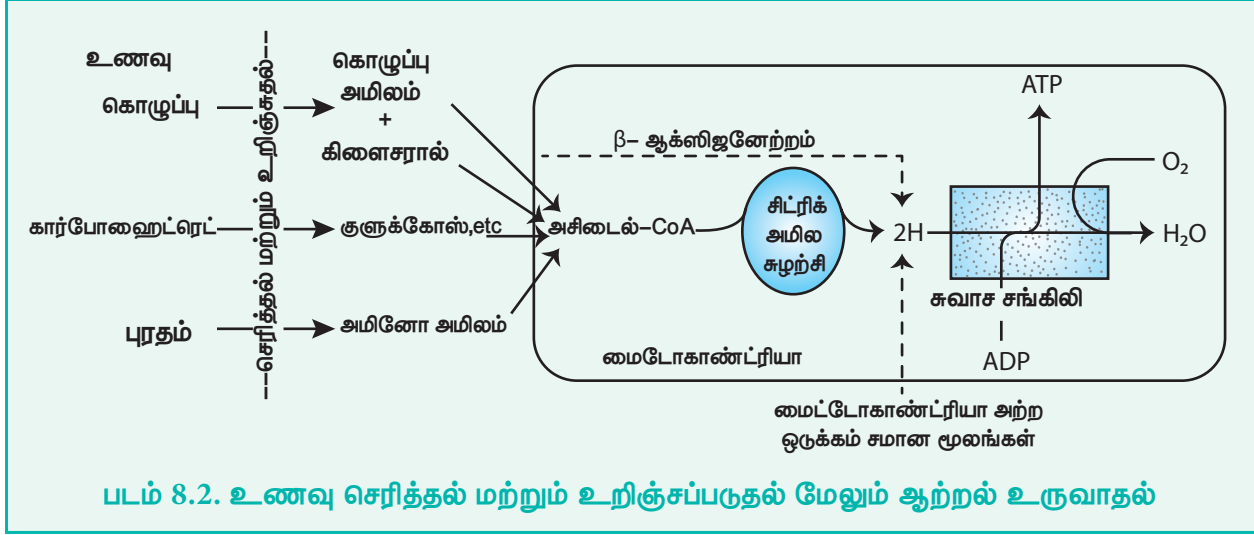 உணவு
கொழுப்பு
கார்போஹைட்ரெட்
புரதம்
--செரித்தல் மற்றும் உறிஞ்சுதல்--
கொழுப்பு
அமிலம்
+
கிளைசரால்
குளுக்கோஸ்,etc
அமினோ அமிலம்
β– ஆக்ஸிஜனேற்றம்
அசிடைல்–CoA
சிட்ரிக்
அமில
சுழற்சி
2H
ATP
O₂
H₂O
சுவாச சங்கிலி
ADP
மைடோகாண்ட்ரியா
மைட்டோகாண்ட்ரியா அற்ற
ஒடுக்கம் சமான மூலங்கள்
படம் 8.2. உணவு செரித்தல் மற்றும் உறிஞ்சப்படுதல் மேலும் ஆற்றல் உருவாதல்